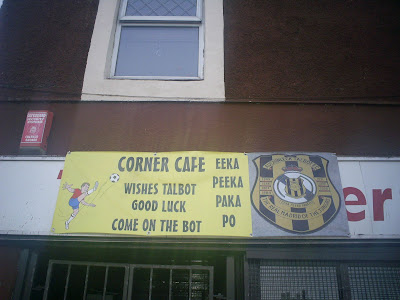 CORNER CAFE
WISHES TALBOT
GOOD LUCK
COME ON THE BOT
EEKA
PEEKA
PAKA
PO
er